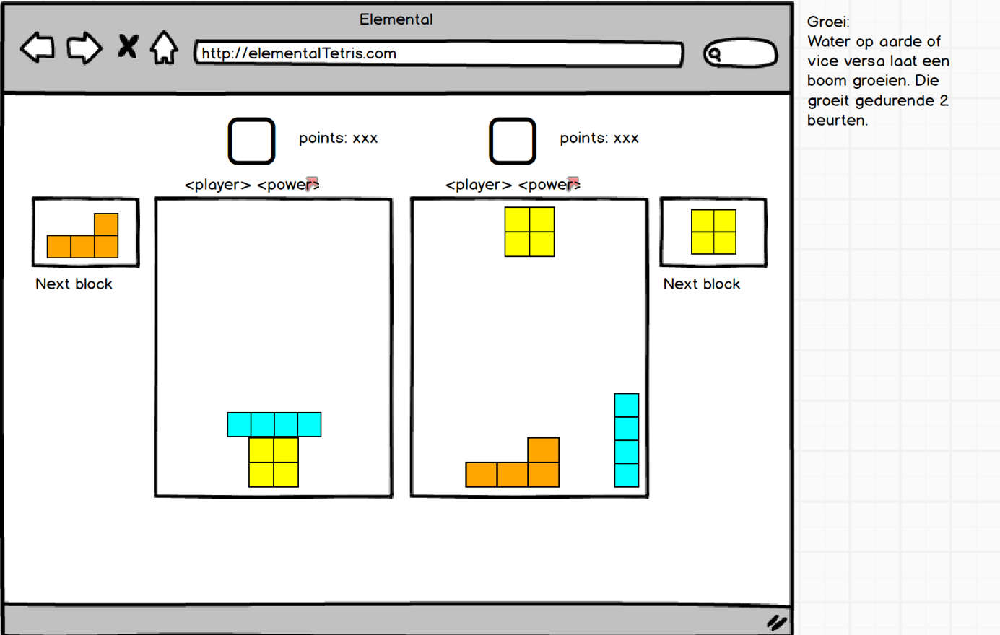 Elemental
http://elementalTetris.com
points: xxx
points: xxx
<player> <power>
<player> <power>
Next block
Next block
Groei:
Water op aarde of
vice versa laat een
boom groeien. Die
groeit gedurende 2
beurten.